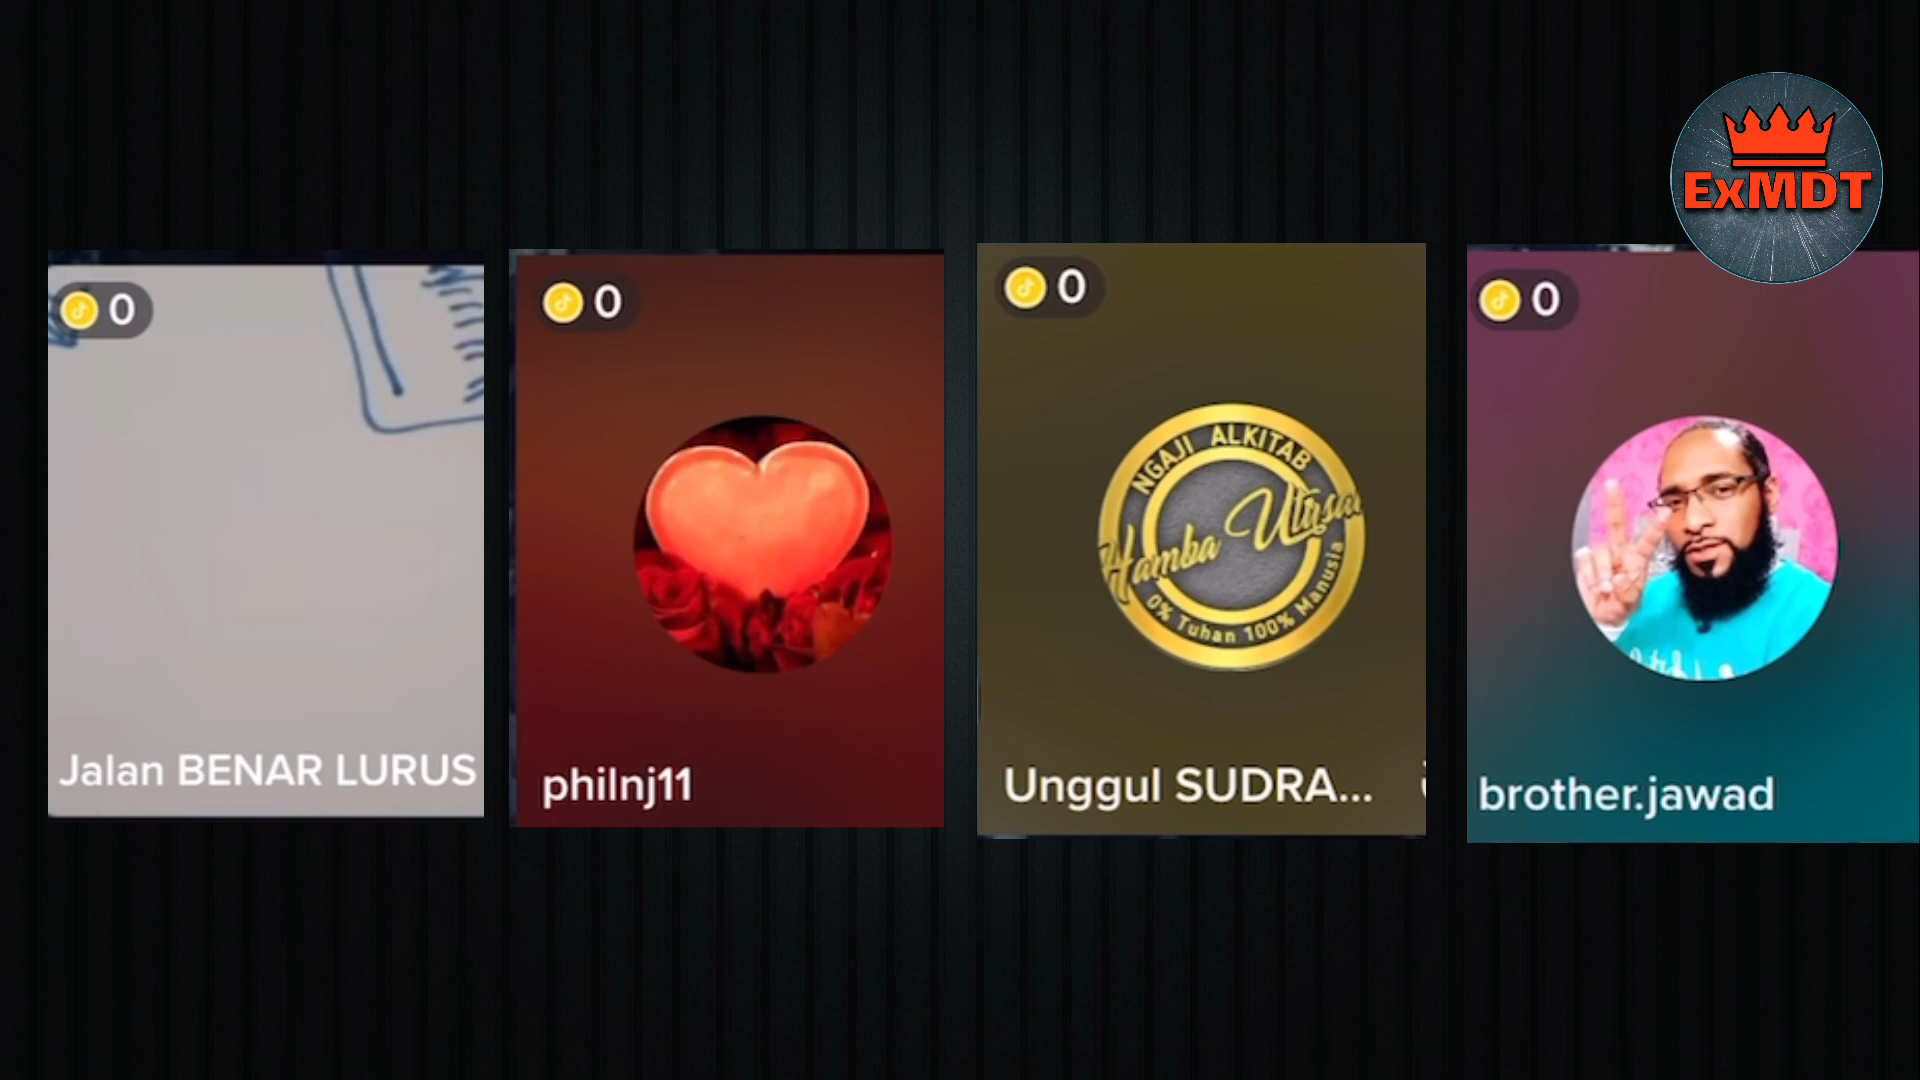 ExMDT
0
0
0
0
NGAJI ALKITAB
Hamba
0% Tuhan 100% Manusia
Jalan BENAR LURUS
philnj11
Unggul SUDRA...
brother.jawad